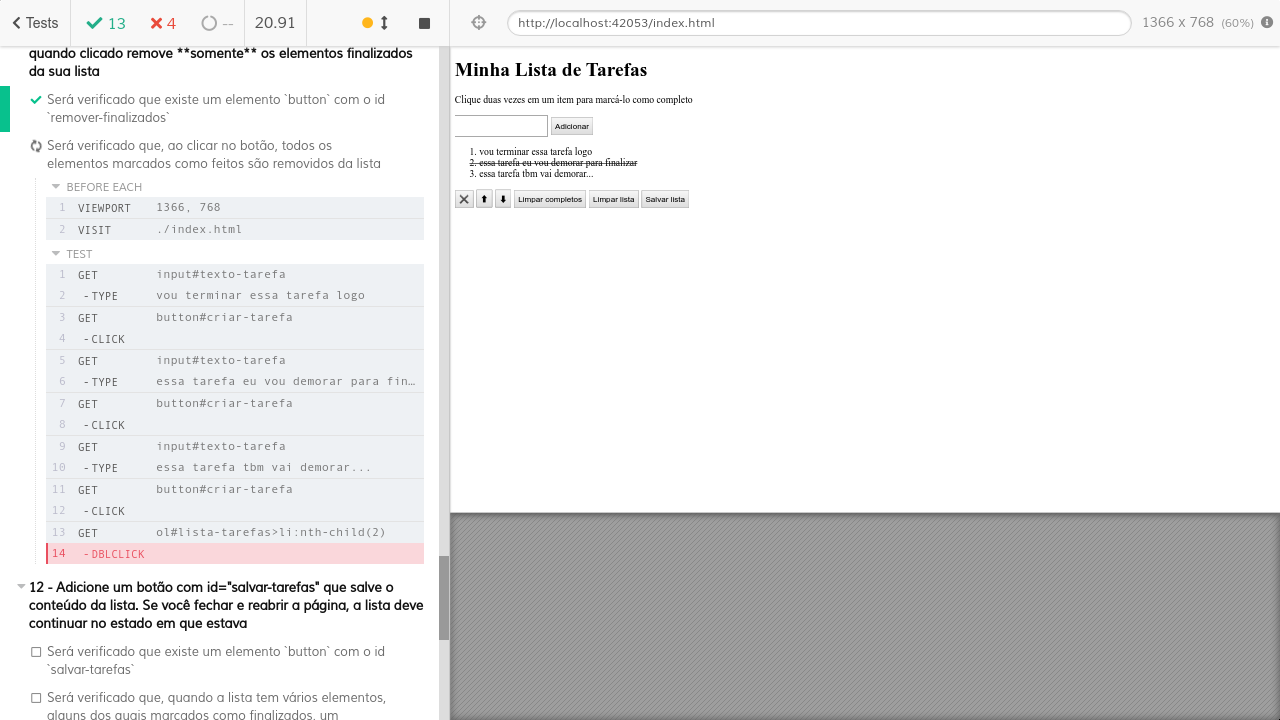 Tests
13
4
--
20.91
http://localhost:42053/index.html
1366 x 768 (60%)
quando clicado remove **somente** os elementos finalizados
da sua lista
Será verificado que existe um elemento `button` com o id
`remover-finalizados`
Será verificado que, ao clicar no botão, todos os
elementos marcados como feitos são removidos da lista
BEFORE EACH
1 VIEWPORT 1366, 768
2 VISIT ./index.html
TEST
1 GET input#texto-tarefa
2 -TYPE vou terminar essa tarefa logo
3 GET button#criar-tarefa
4 -CLICK
5 GET input#texto-tarefa
6 -TYPE essa tarefa eu vou demorar para fin…
7 GET button#criar-tarefa
8 -CLICK
9 GET input#texto-tarefa
10 -TYPE essa tarefa tbm vai demorar...
11 GET button#criar-tarefa
12 -CLICK
13 GET ol#lista-tarefas>li:nth-child(2)
14 -DBLCLICK
12 - Adicione um botão com id="salvar-tarefas" que salve o
conteúdo da lista. Se você fechar e reabrir a página, a lista deve
continuar no estado em que estava
Será verificado que existe um elemento `button` com o id
`salvar-tarefas`
Será verificado que, quando a lista tem vários elementos,
alguns dos quais marcados como finalizados, um
Minha Lista de Tarefas
Clique duas vezes em um item para marcá-lo como completo
Adicionar
1. vou terminar essa tarefa logo
2. essa tarefa eu vou demorar para finalizar
3. essa tarefa tbm vai demorar...
Limpar completos Limpar lista Salvar lista